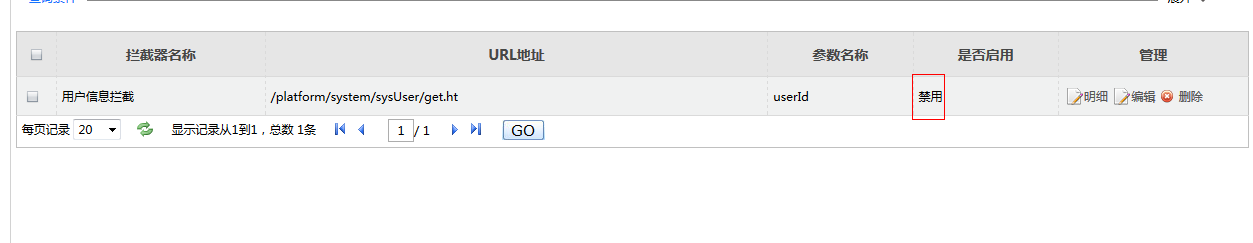 拦截器名称 URL地址 参数名称 是否启用 管理
用户信息拦截 /platform/system/sysUser/get.ht userId 禁用 明细 编辑 删除
每页记录 20 显示记录从1到1，总数 1条 1 / 1 GO